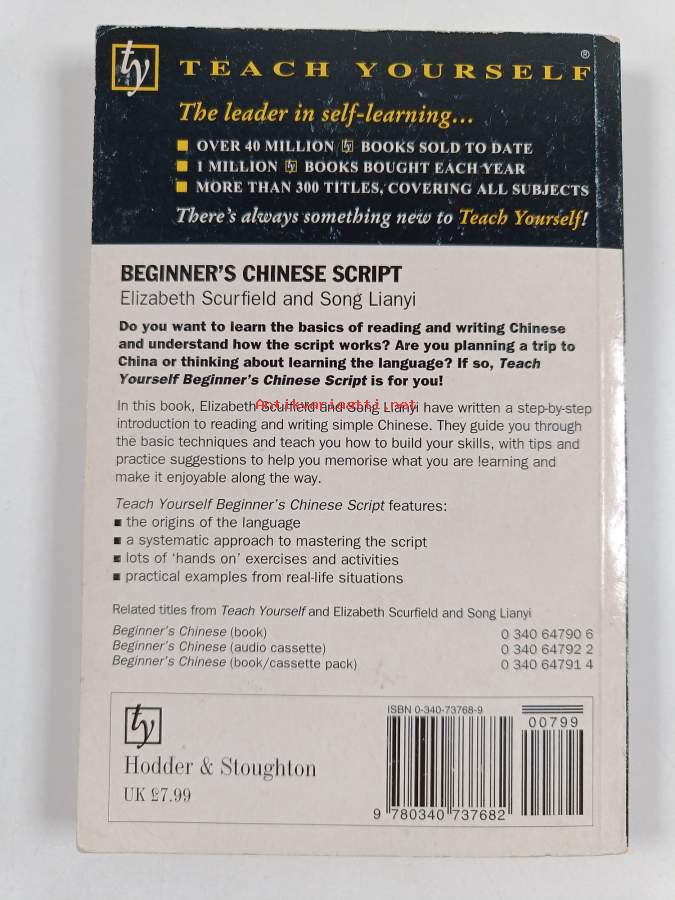 ty TEACH YOURSELF®
The leader in self-learning...
OVER 40 MILLION ty BOOKS SOLD TO DATE
1 MILLION ty BOOKS BOUGHT EACH YEAR
MORE THAN 300 TITLES, COVERING ALL SUBJECTS
There's always something new to Teach Yourself!
BEGINNER'S CHINESE SCRIPT
Elizabeth Scurfield and Song Lianyi
Do you want to learn the basics of reading and writing Chinese
and understand how the script works? Are you planning a trip to
China or thinking about learning the language? If so, Teach
Yourself Beginner's Chinese Script is for you!
In this book, Elizabeth Scurfield and Song Lianyi have written a step-by-step
Antikvariaatti.net
introduction to reading and writing simple Chinese. They guide you through
the basic techniques and teach you how to build your skills, with tips and
practice suggestions to help you memorise what you are learning and
make it enjoyable along the way.
Teach Yourself Beginner's Chinese Script features:
■ the origins of the language
■ a systematic approach to mastering the script
■ lots of 'hands on' exercises and activities
■ practical examples from real-life situations
Related titles from Teach Yourself and Elizabeth Scurfield and Song Lianyi
Beginner's Chinese (book) 0 340 64790 6
Beginner's Chinese (audio cassette) 0 340 64792 2
Beginner's Chinese (book/cassette pack) 0 340 64791 4
ty
Hodder & Stoughton
UK £7.99
ISBN 0-340-73768-9
00799
9 780340 737682